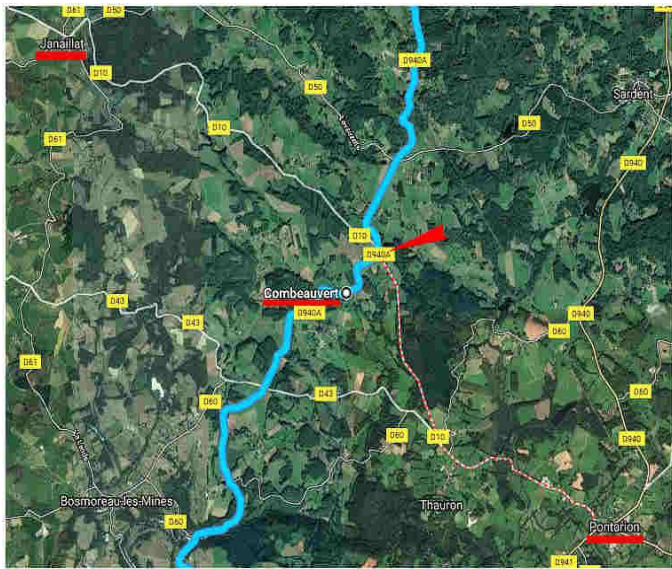 D61
D50
Janaillat
D10
D940A
D50
Sardent
D50
D10
D61
D940
D10
D940A
Combeauvert
D940A
D43
D43
D940
D60
D61
D43
D60
D60
D60
D10
D940
Bosmoreau-les-Mines
Thauron
D60
Pontarion
D941